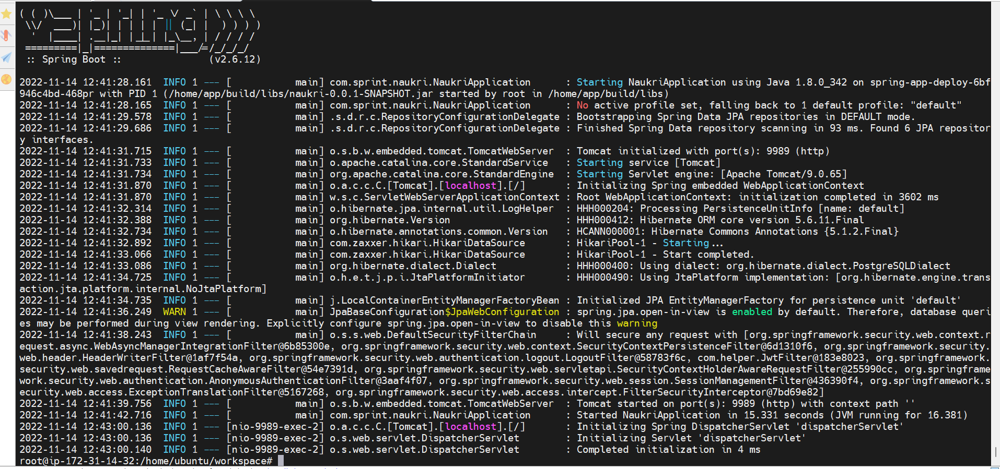 ( ( )\___ | '_ | '_| | '_ \/ _` | \ \ \ \
\\/ ___)| |_)| | | | | || (_| | ) ) ) )
' |____| .__|_| |_|_| |_\__, | / / / /
=========|_|==============|___/=/_/_/_/
:: Spring Boot :: (v2.6.12)
2022-11-14 12:41:28.161 INFO 1 --- [ main] com.sprint.naukri.NaukriApplication : Starting NaukriApplication using Java 1.8.0_342 on spring-app-deploy-6bf
946c4bd-468pr with PID 1 (/home/app/build/libs/naukri-0.0.1-SNAPSHOT.jar started by root in /home/app/build/libs)
2022-11-14 12:41:28.165 INFO 1 --- [ main] com.sprint.naukri.NaukriApplication : No active profile set, falling back to 1 default profile: "default"
2022-11-14 12:41:29.578 INFO 1 --- [ main] .s.d.r.c.RepositoryConfigurationDelegate : Bootstrapping Spring Data JPA repositories in DEFAULT mode.
2022-11-14 12:41:29.686 INFO 1 --- [ main] .s.d.r.c.RepositoryConfigurationDelegate : Finished Spring Data repository scanning in 93 ms. Found 6 JPA repositor
y interfaces.
2022-11-14 12:41:31.715 INFO 1 --- [ main] o.s.b.w.embedded.tomcat.TomcatWebServer : Tomcat initialized with port(s): 9989 (http)
2022-11-14 12:41:31.733 INFO 1 --- [ main] o.apache.catalina.core.StandardService : Starting service [Tomcat]
2022-11-14 12:41:31.734 INFO 1 --- [ main] org.apache.catalina.core.StandardEngine : Starting Servlet engine: [Apache Tomcat/9.0.65]
2022-11-14 12:41:31.870 INFO 1 --- [ main] o.a.c.c.C.[Tomcat].[localhost].[/] : Initializing Spring embedded WebApplicationContext
2022-11-14 12:41:31.870 INFO 1 --- [ main] w.s.c.ServletWebServerApplicationContext : Root WebApplicationContext: initialization completed in 3602 ms
2022-11-14 12:41:32.314 INFO 1 --- [ main] o.hibernate.jpa.internal.util.LogHelper : HHH000204: Processing PersistenceUnitInfo [name: default]
2022-11-14 12:41:32.388 INFO 1 --- [ main] org.hibernate.Version : HHH000412: Hibernate ORM core version 5.6.11.Final
2022-11-14 12:41:32.734 INFO 1 --- [ main] o.hibernate.annotations.common.Version : HCANN000001: Hibernate Commons Annotations {5.1.2.Final}
2022-11-14 12:41:32.892 INFO 1 --- [ main] com.zaxxer.hikari.HikariDataSource : HikariPool-1 - Starting...
2022-11-14 12:41:33.066 INFO 1 --- [ main] com.zaxxer.hikari.HikariDataSource : HikariPool-1 - Start completed.
2022-11-14 12:41:33.086 INFO 1 --- [ main] org.hibernate.dialect.Dialect : HHH000400: Using dialect: org.hibernate.dialect.PostgreSQLDialect
2022-11-14 12:41:34.725 INFO 1 --- [ main] o.h.e.t.j.p.i.JtaPlatformInitiator : HHH000490: Using JtaPlatform implementation: [org.hibernate.engine.trans
action.jta.platform.internal.NoJtaPlatform]
2022-11-14 12:41:34.735 INFO 1 --- [ main] j.LocalContainerEntityManagerFactoryBean : Initialized JPA EntityManagerFactory for persistence unit 'default'
2022-11-14 12:41:36.249 WARN 1 --- [ main] JpaBaseConfiguration$JpaWebConfiguration : spring.jpa.open-in-view is enabled by default. Therefore, database queri
es may be performed during view rendering. Explicitly configure spring.jpa.open-in-view to disable this warning
2022-11-14 12:41:38.243 INFO 1 --- [ main] o.s.s.web.DefaultSecurityFilterChain : Will secure any request with [org.springframework.security.web.context.r
equest.async.WebAsyncManagerIntegrationFilter@6b85300e, org.springframework.security.web.context.SecurityContextPersistenceFilter@6d1310f6, org.springframework.security.
web.header.HeaderWriterFilter@1af7f54a, org.springframework.security.web.authentication.logout.LogoutFilter@58783f6c, com.helper.JwtFilter@183e8023, org.springframework.
security.web.savedrequest.RequestCacheAwareFilter@54e7391d, org.springframework.security.web.servletapi.SecurityContextHolderAwareRequestFilter@255990cc, org.springframe
work.security.web.authentication.AnonymousAuthenticationFilter@3aaf4f07, org.springframework.security.web.session.SessionManagementFilter@436390f4, org.springframework.s
ecurity.web.access.ExceptionTranslationFilter@5167268, org.springframework.security.web.access.intercept.FilterSecurityInterceptor@7bd69e82]
2022-11-14 12:41:39.756 INFO 1 --- [ main] o.s.b.w.embedded.tomcat.TomcatWebServer : Tomcat started on port(s): 9989 (http) with context path ''
2022-11-14 12:41:42.716 INFO 1 --- [ main] com.sprint.naukri.NaukriApplication : Started NaukriApplication in 15.331 seconds (JVM running for 16.381)
2022-11-14 12:43:00.136 INFO 1 --- [nio-9989-exec-2] o.a.c.c.C.[Tomcat].[localhost].[/] : Initializing Spring DispatcherServlet 'dispatcherServlet'
2022-11-14 12:43:00.136 INFO 1 --- [nio-9989-exec-2] o.s.web.servlet.DispatcherServlet : Initializing Servlet 'dispatcherServlet'
2022-11-14 12:43:00.140 INFO 1 --- [nio-9989-exec-2] o.s.web.servlet.DispatcherServlet : Completed initialization in 4 ms
root@ip-172-31-14-32:/home/ubuntu/workspace#